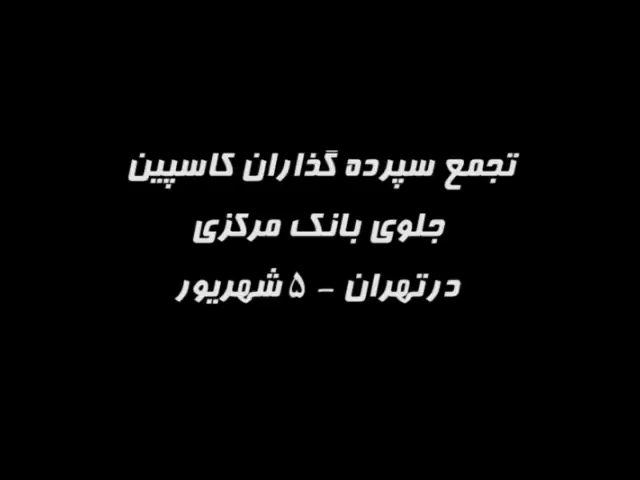 تجمع سپرده گذاران کاسپین
جلوی بانک مرکزی
درتهران - ۵ شهریور